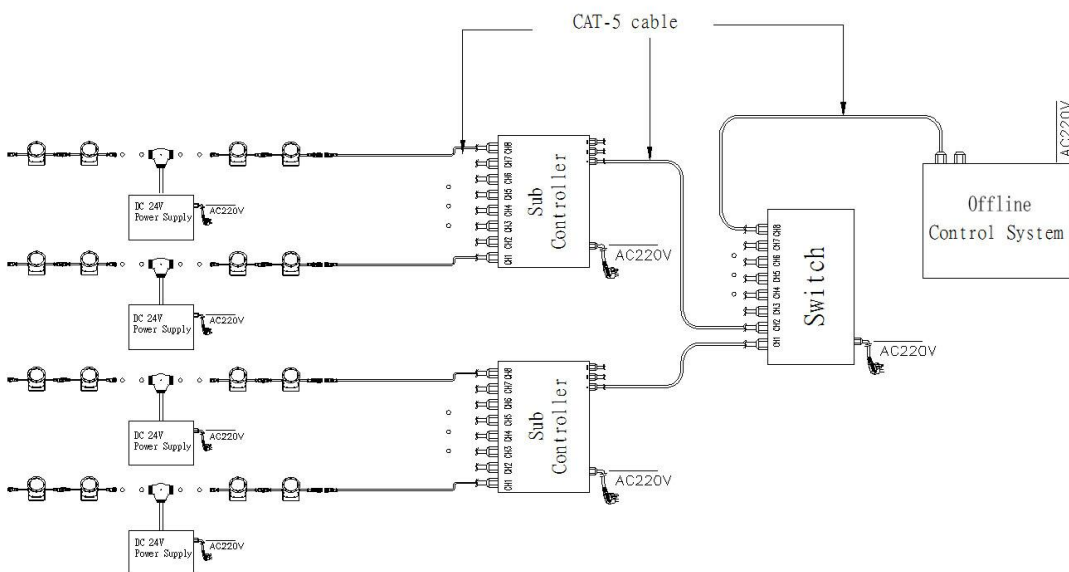 CAT-5 cable
CH8
CH7
CH6
CH5
CH4
CH3
CH2
CH1
Sub
Controller
AC220V
DC 24V
Power Supply
AC220V
DC 24V
Power Supply
AC220V
CH8
CH7
CH6
CH5
CH4
CH3
CH2
CH1
Switch
AC220V
AC220V
Offline
Control System
CH8
CH7
CH6
CH5
CH4
CH3
CH2
CH1
Sub
Controller
AC220V
DC 24V
Power Supply
AC220V
DC 24V
Power Supply
AC220V